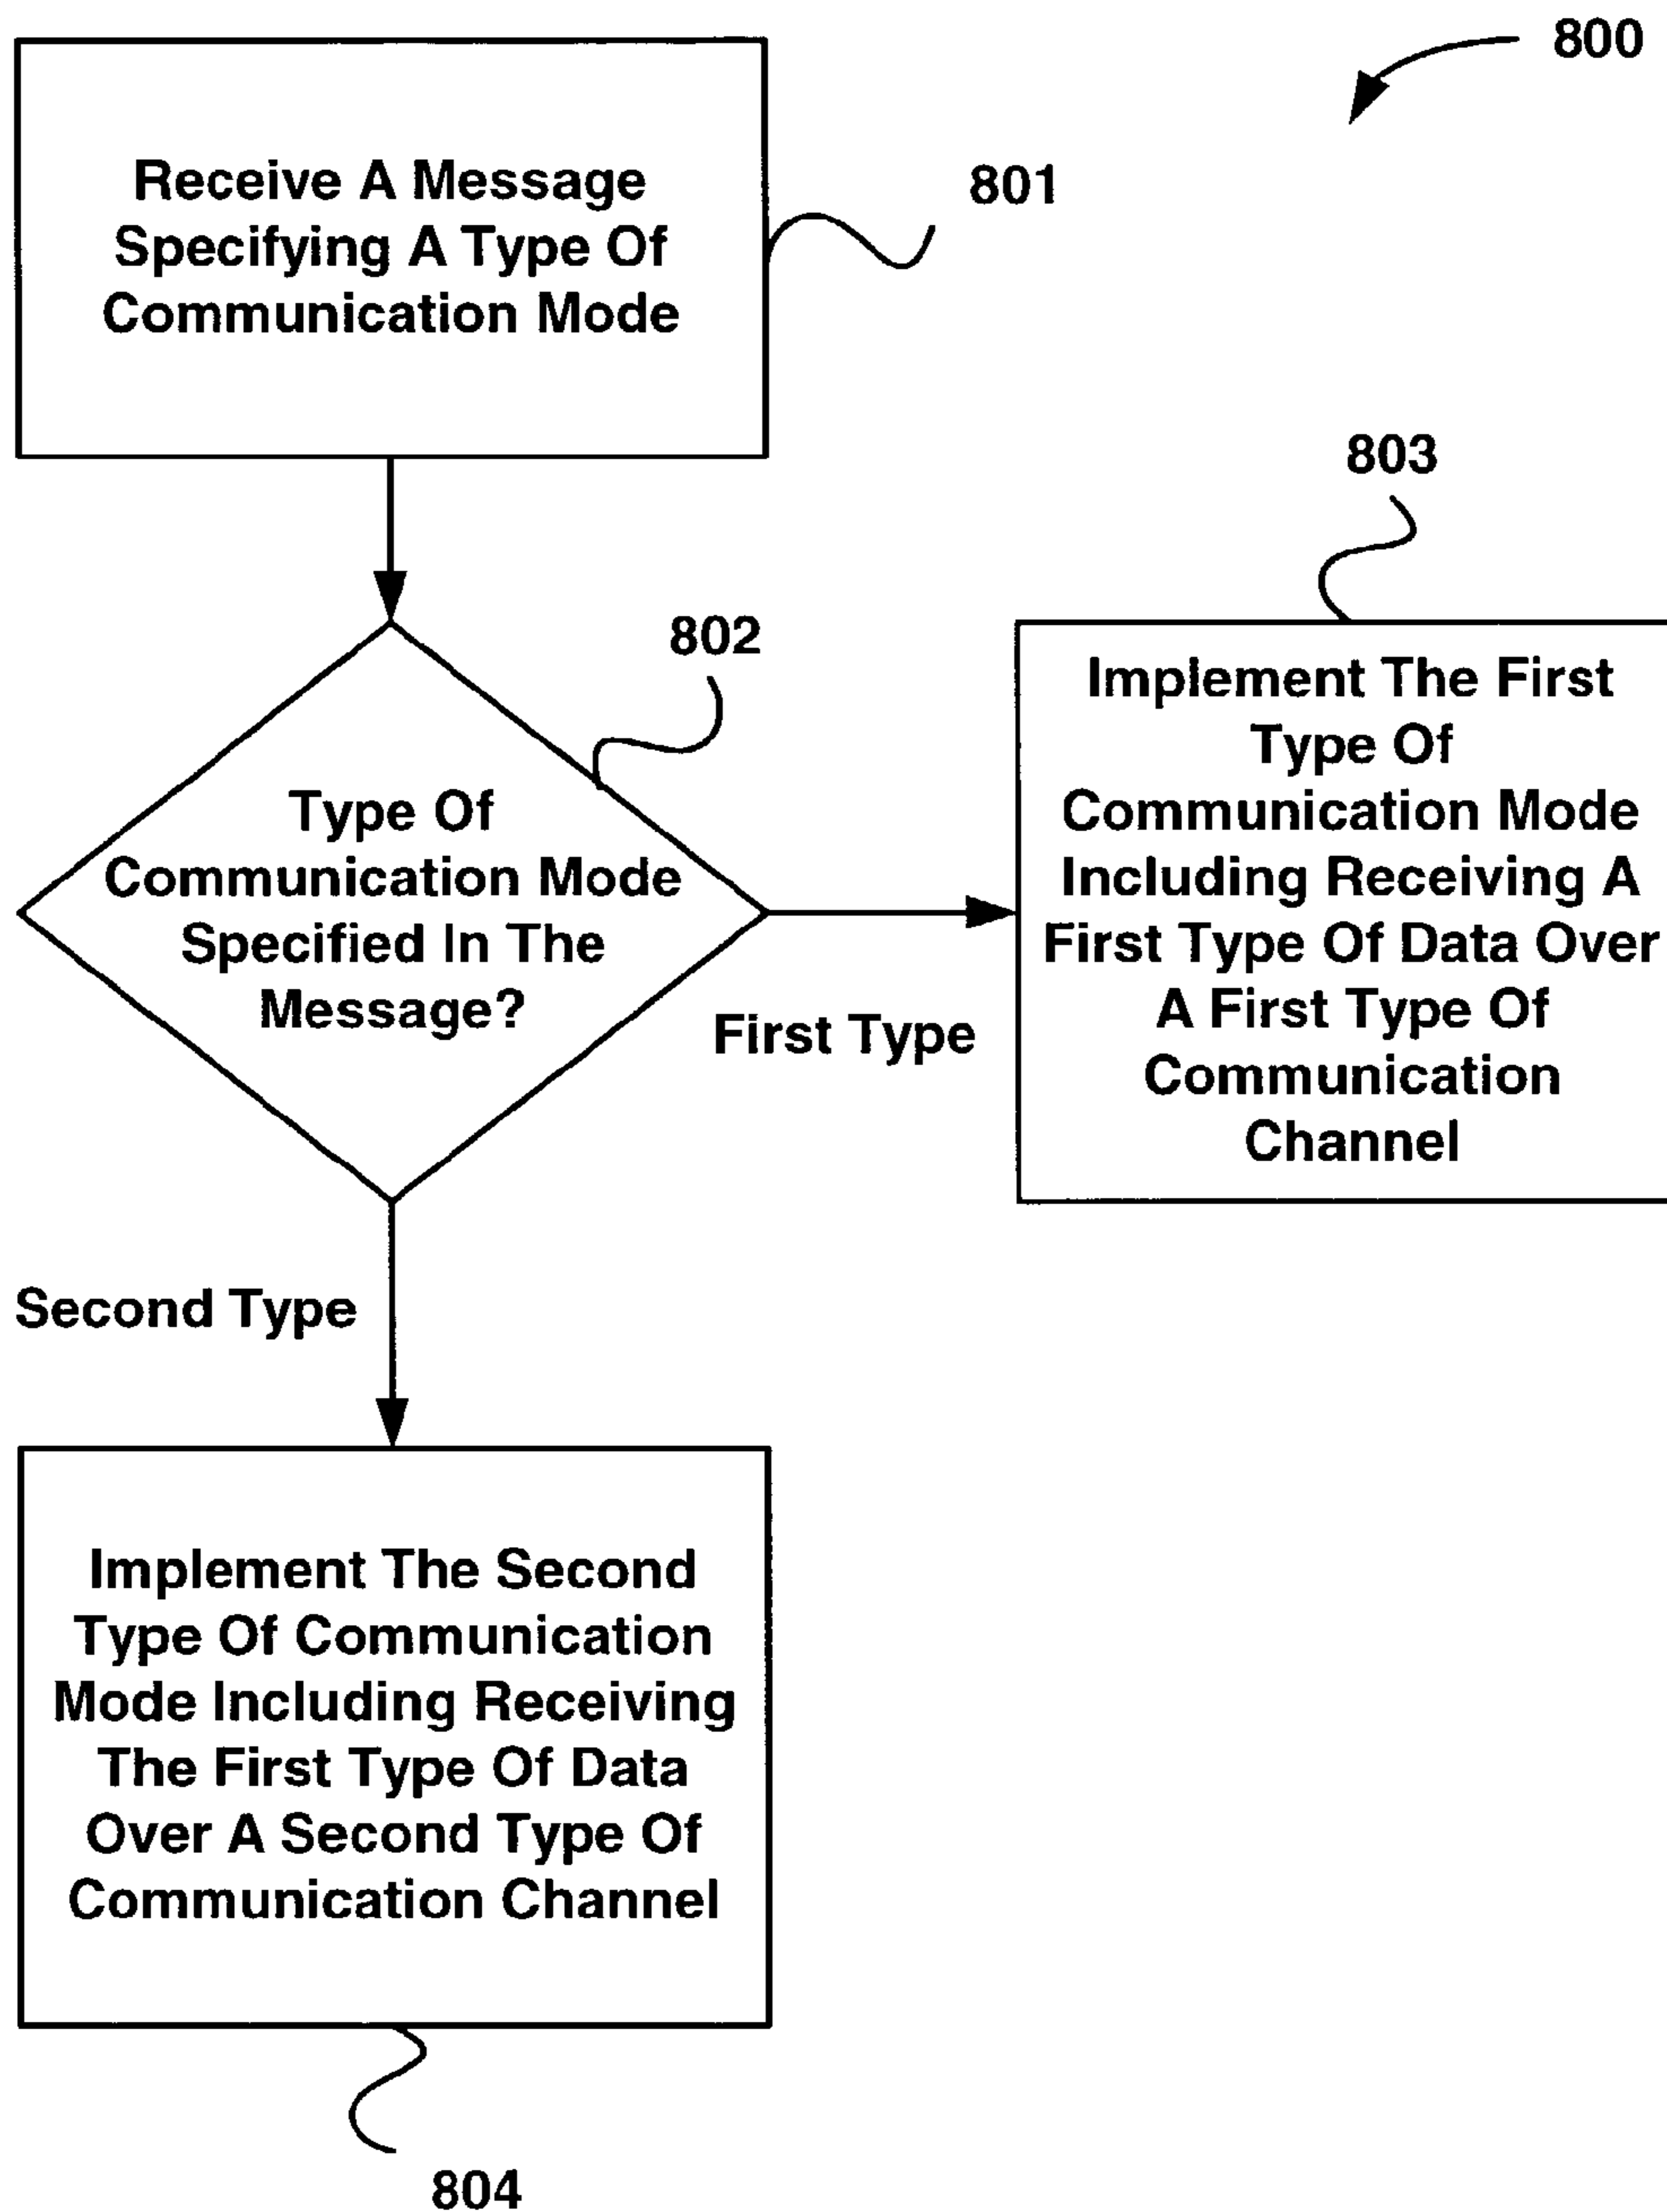 800
Receive A Message
Specifying A Type Of
Communication Mode
801
802
Type Of
Communication Mode
Specified In The
Message?
First Type
803
Implement The First
Type Of
Communication Mode
Including Receiving A
First Type Of Data Over
A First Type Of
Communication
Channel
Second Type
Implement The Second
Type Of Communication
Mode Including Receiving
The First Type Of Data
Over A Second Type Of
Communication Channel
804